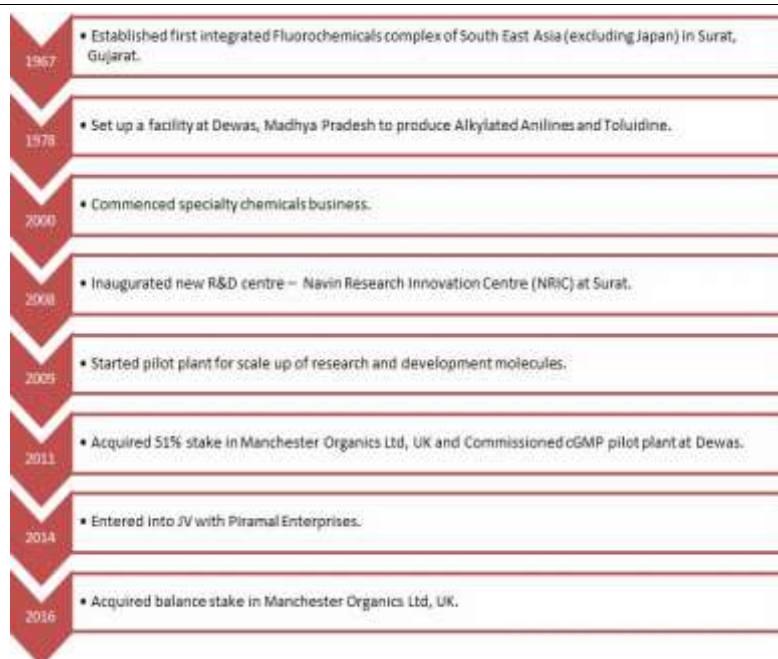 1967
• Established first integrated Fluorochemicals complex of South East Asia (excluding Japan) in Surat,
Gujarat.
1978
• Set up a facility at Dewas, Madhya Pradesh to produce Alkylated Anilines and Toluidine.
2000
• Commenced specialty chemicals business.
2008
• Inaugurated new R&D centre – Navin Research Innovation Centre (NRIC) at Surat.
2009
• Started pilot plant for scale up of research and development molecules.
2011
• Acquired 51% stake in Manchester Organics Ltd, UK and Commissioned cGMP pilot plant at Dewas.
2014
• Entered into JV with Piramal Enterprises.
2016
• Acquired balance stake in Manchester Organics Ltd, UK.